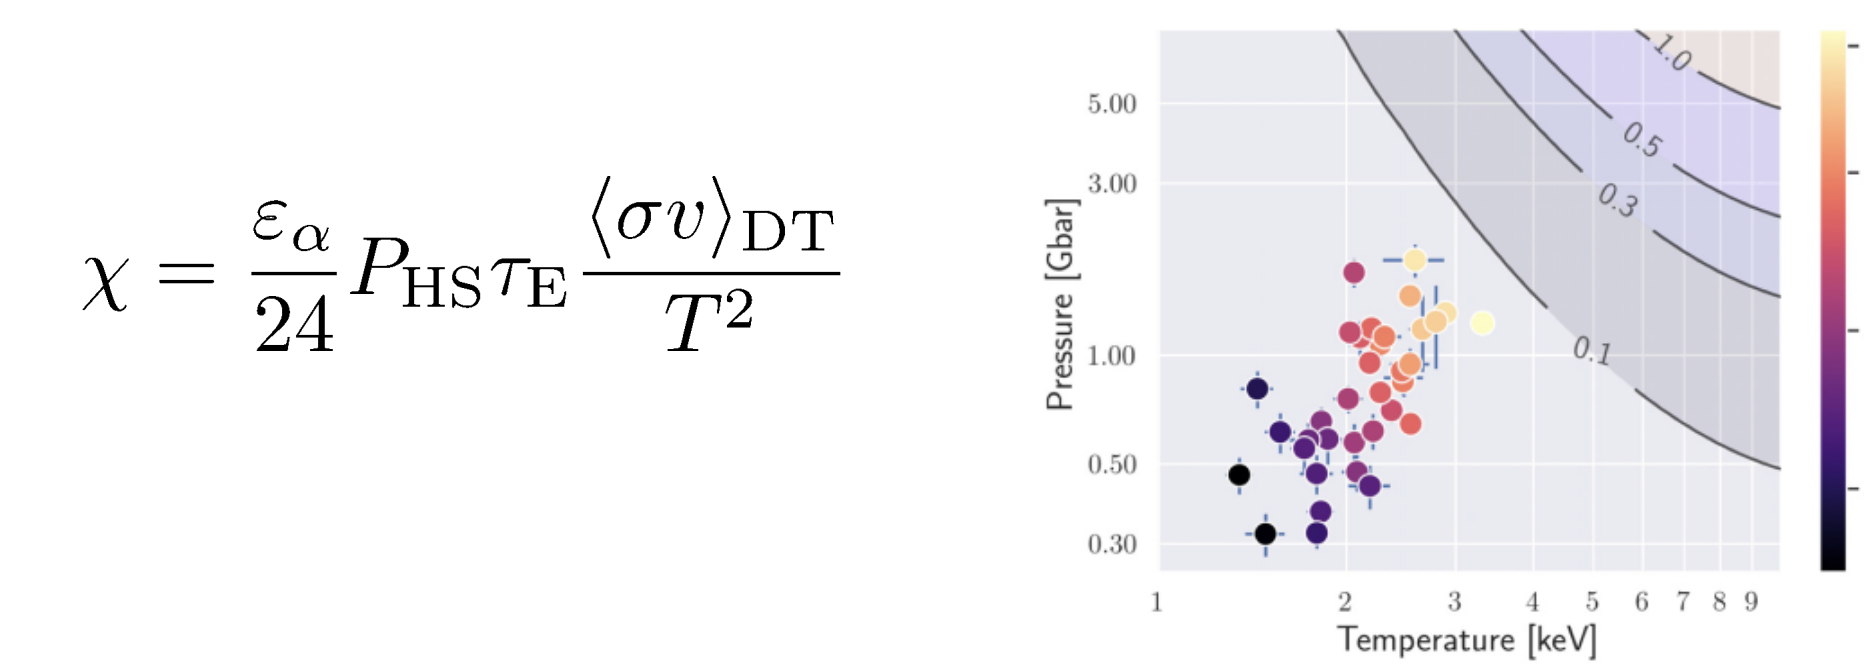 χ = εα/24 P_HS τ_E ⟨σv⟩_DT/T²
1.0
0.5
0.3
0.1
Pressure [Gbar]
5.00
3.00
1.00
0.50
0.30
1 2 3 4 5 6 7 8 9
Temperature [keV]